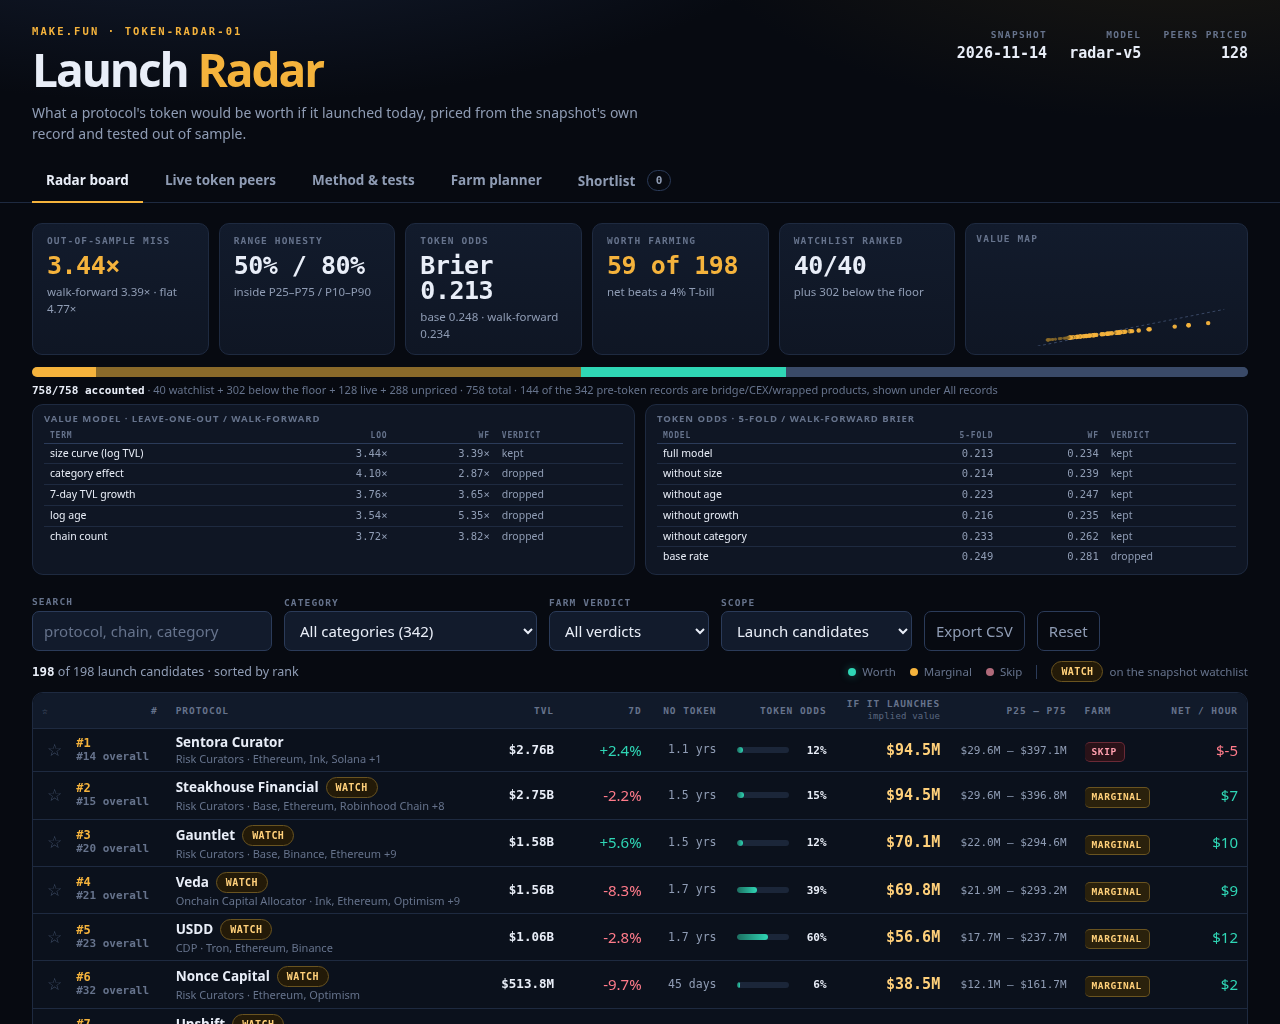 MAKE.FUN · TOKEN-RADAR-01
Launch Radar
What a protocol's token would be worth if it launched today, priced from the snapshot's own
record and tested out of sample.
SNAPSHOT MODEL PEERS PRICED
2026-11-14 radar-v5 128
Radar board Live token peers Method & tests Farm planner Shortlist 0
OUT-OF-SAMPLE MISS
3.44×
walk-forward 3.39× · flat
4.77×
RANGE HONESTY
50% / 80%
inside P25–P75 / P10–P90
TOKEN ODDS
Brier
0.213
base 0.248 · walk-forward
0.234
WORTH FARMING
59 of 198
net beats a 4% T-bill
WATCHLIST RANKED
40/40
plus 302 below the floor
VALUE MAP
758/758 accounted · 40 watchlist + 302 below the floor + 128 live + 288 unpriced · 758 total · 144 of the 342 pre-token records are bridge/CEX/wrapped products, shown under All records
VALUE MODEL · LEAVE-ONE-OUT / WALK-FORWARD
TERM LOO WF VERDICT
size curve (log TVL) 3.44× 3.39× kept
category effect 4.10× 2.87× dropped
7-day TVL growth 3.76× 3.65× dropped
log age 3.54× 5.35× dropped
chain count 3.72× 3.82× dropped
TOKEN ODDS · 5-FOLD / WALK-FORWARD BRIER
MODEL 5-FOLD WF VERDICT
full model 0.213 0.234 kept
without size 0.214 0.239 kept
without age 0.223 0.247 kept
without growth 0.216 0.235 kept
without category 0.233 0.262 kept
base rate 0.249 0.281 dropped
SEARCH CATEGORY FARM VERDICT SCOPE
protocol, chain, category All categories (342) All verdicts Launch candidates Export CSV Reset
198 of 198 launch candidates · sorted by rank
Worth Marginal Skip WATCH on the snapshot watchlist
# PROTOCOL TVL 7D NO TOKEN TOKEN ODDS IF IT LAUNCHES P25 — P75 FARM NET / HOUR
implied value
☆ #1 Sentora Curator $2.76B +2.4% 1.1 yrs 12% $94.5M $29.6M — $397.1M SKIP $-5
#14 overall Risk Curators · Ethereum, Ink, Solana +1
☆ #2 Steakhouse Financial WATCH $2.75B -2.2% 1.5 yrs 15% $94.5M $29.6M — $396.8M MARGINAL $7
#15 overall Risk Curators · Base, Ethereum, Robinhood Chain +8
☆ #3 Gauntlet WATCH $1.58B +5.6% 1.5 yrs 12% $70.1M $22.0M — $294.6M MARGINAL $10
#20 overall Risk Curators · Base, Binance, Ethereum +9
☆ #4 Veda WATCH $1.56B -8.3% 1.7 yrs 39% $69.8M $21.9M — $293.2M MARGINAL $9
#21 overall Onchain Capital Allocator · Ink, Ethereum, Optimism +9
☆ #5 USDD WATCH $1.06B -2.8% 1.7 yrs 60% $56.6M $17.7M — $237.7M MARGINAL $12
#23 overall CDP · Tron, Ethereum, Binance
☆ #6 Nonce Capital WATCH $513.8M -9.7% 45 days 6% $38.5M $12.1M — $161.7M MARGINAL $2
#32 overall Risk Curators · Ethereum, Optimism
#7 Upshift WATCH